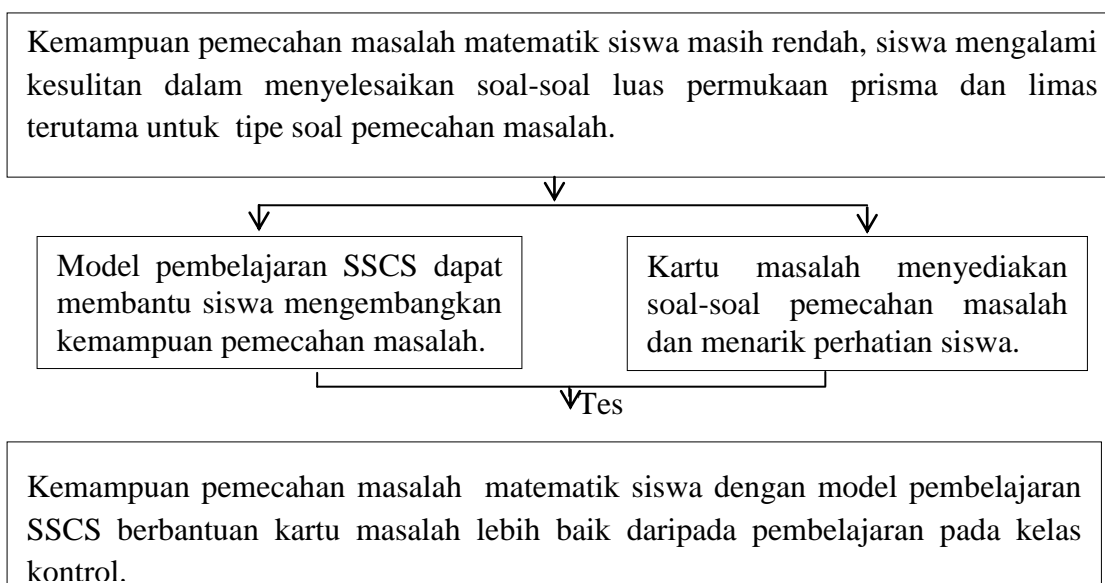 Kemampuan pemecahan masalah matematik siswa masih rendah, siswa mengalami
kesulitan dalam menyelesaikan soal-soal luas permukaan prisma dan limas
terutama untuk tipe soal pemecahan masalah.
Model pembelajaran SSCS dapat
membantu siswa mengembangkan
kemampuan pemecahan masalah.
Kartu masalah menyediakan
soal-soal pemecahan masalah
dan menarik perhatian siswa.
Tes
Kemampuan pemecahan masalah matematik siswa dengan model pembelajaran
SSCS berbantuan kartu masalah lebih baik daripada pembelajaran pada kelas
kontrol.